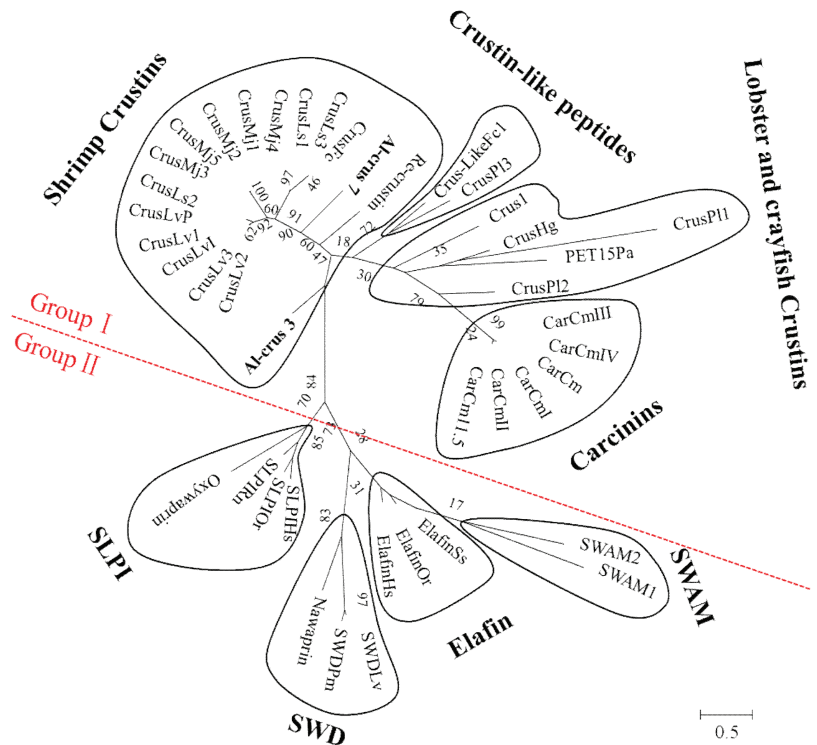 Shrimp Crustins
Crustin-like peptides
Lobster and crayfish Crustins
CrusMj5
CrusMj2
CrusMj1
CrusMj4
CrusLs1
CrusLs3
CrusFc
Al-crus 7
Re-crustin
CrusMj3
CrusLs2
CrusLvP
CrusLv1
CrusLvI
CrusLv3
CrusLv2
Al-crus 3
Crus-LikeFc1
CrusPl3
Crus1
CrusHg
CrusPl1
PET15Pa
CrusPl2
100
97
46
60
91
62
92
90
60
47
18
72
35
30
79
24
99
CarCmIII
CarCmIV
CarCm
CarCmI
CarCmII
CarCm11.5
Carcinins
Group I
Group II
70
84
85
28
31
83
97
17
Oxywaprin
SLPIRn
SLPIOr
SLPIHs
SLPI
Nawaprin
SWDPm
SWDLv
SWD
ElafinHs
ElafinOr
ElafinSs
Elafin
SWAM2
SWAM1
SWAM
0.5